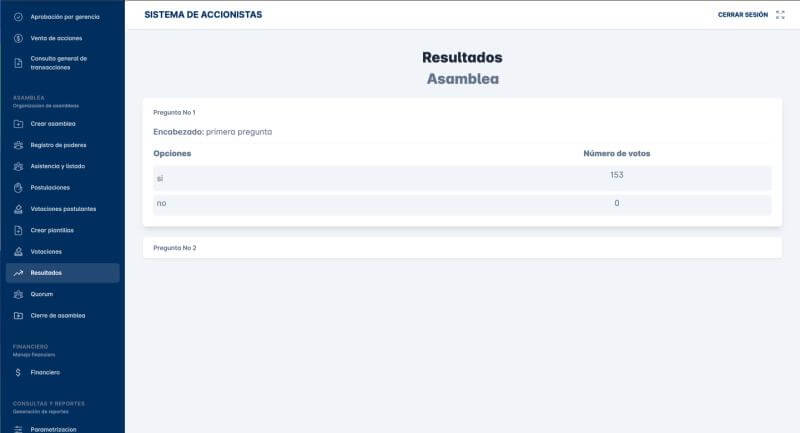 Aprobación por gerencia
Venta de acciones
Consulta general de
transacciones
ASAMBLEA
Organización de asambleas
Crear asamblea
Registro de poderes
Asistencia y listado
Postulaciones
Votaciones postulantes
Crear plantillas
Votaciones
Resultados
Quorum
Cierre de asamblea
FINANCIERO
Manejo financiero
Financiero
CONSULTAS Y REPORTES
Generación de reportes
Parametrizacion
SISTEMA DE ACCIONISTAS
CERRAR SESIÓN
Resultados
Asamblea
Pregunta No 1
Encabezado: primera pregunta
Opciones Número de votos
si 153
no 0
Pregunta No 2